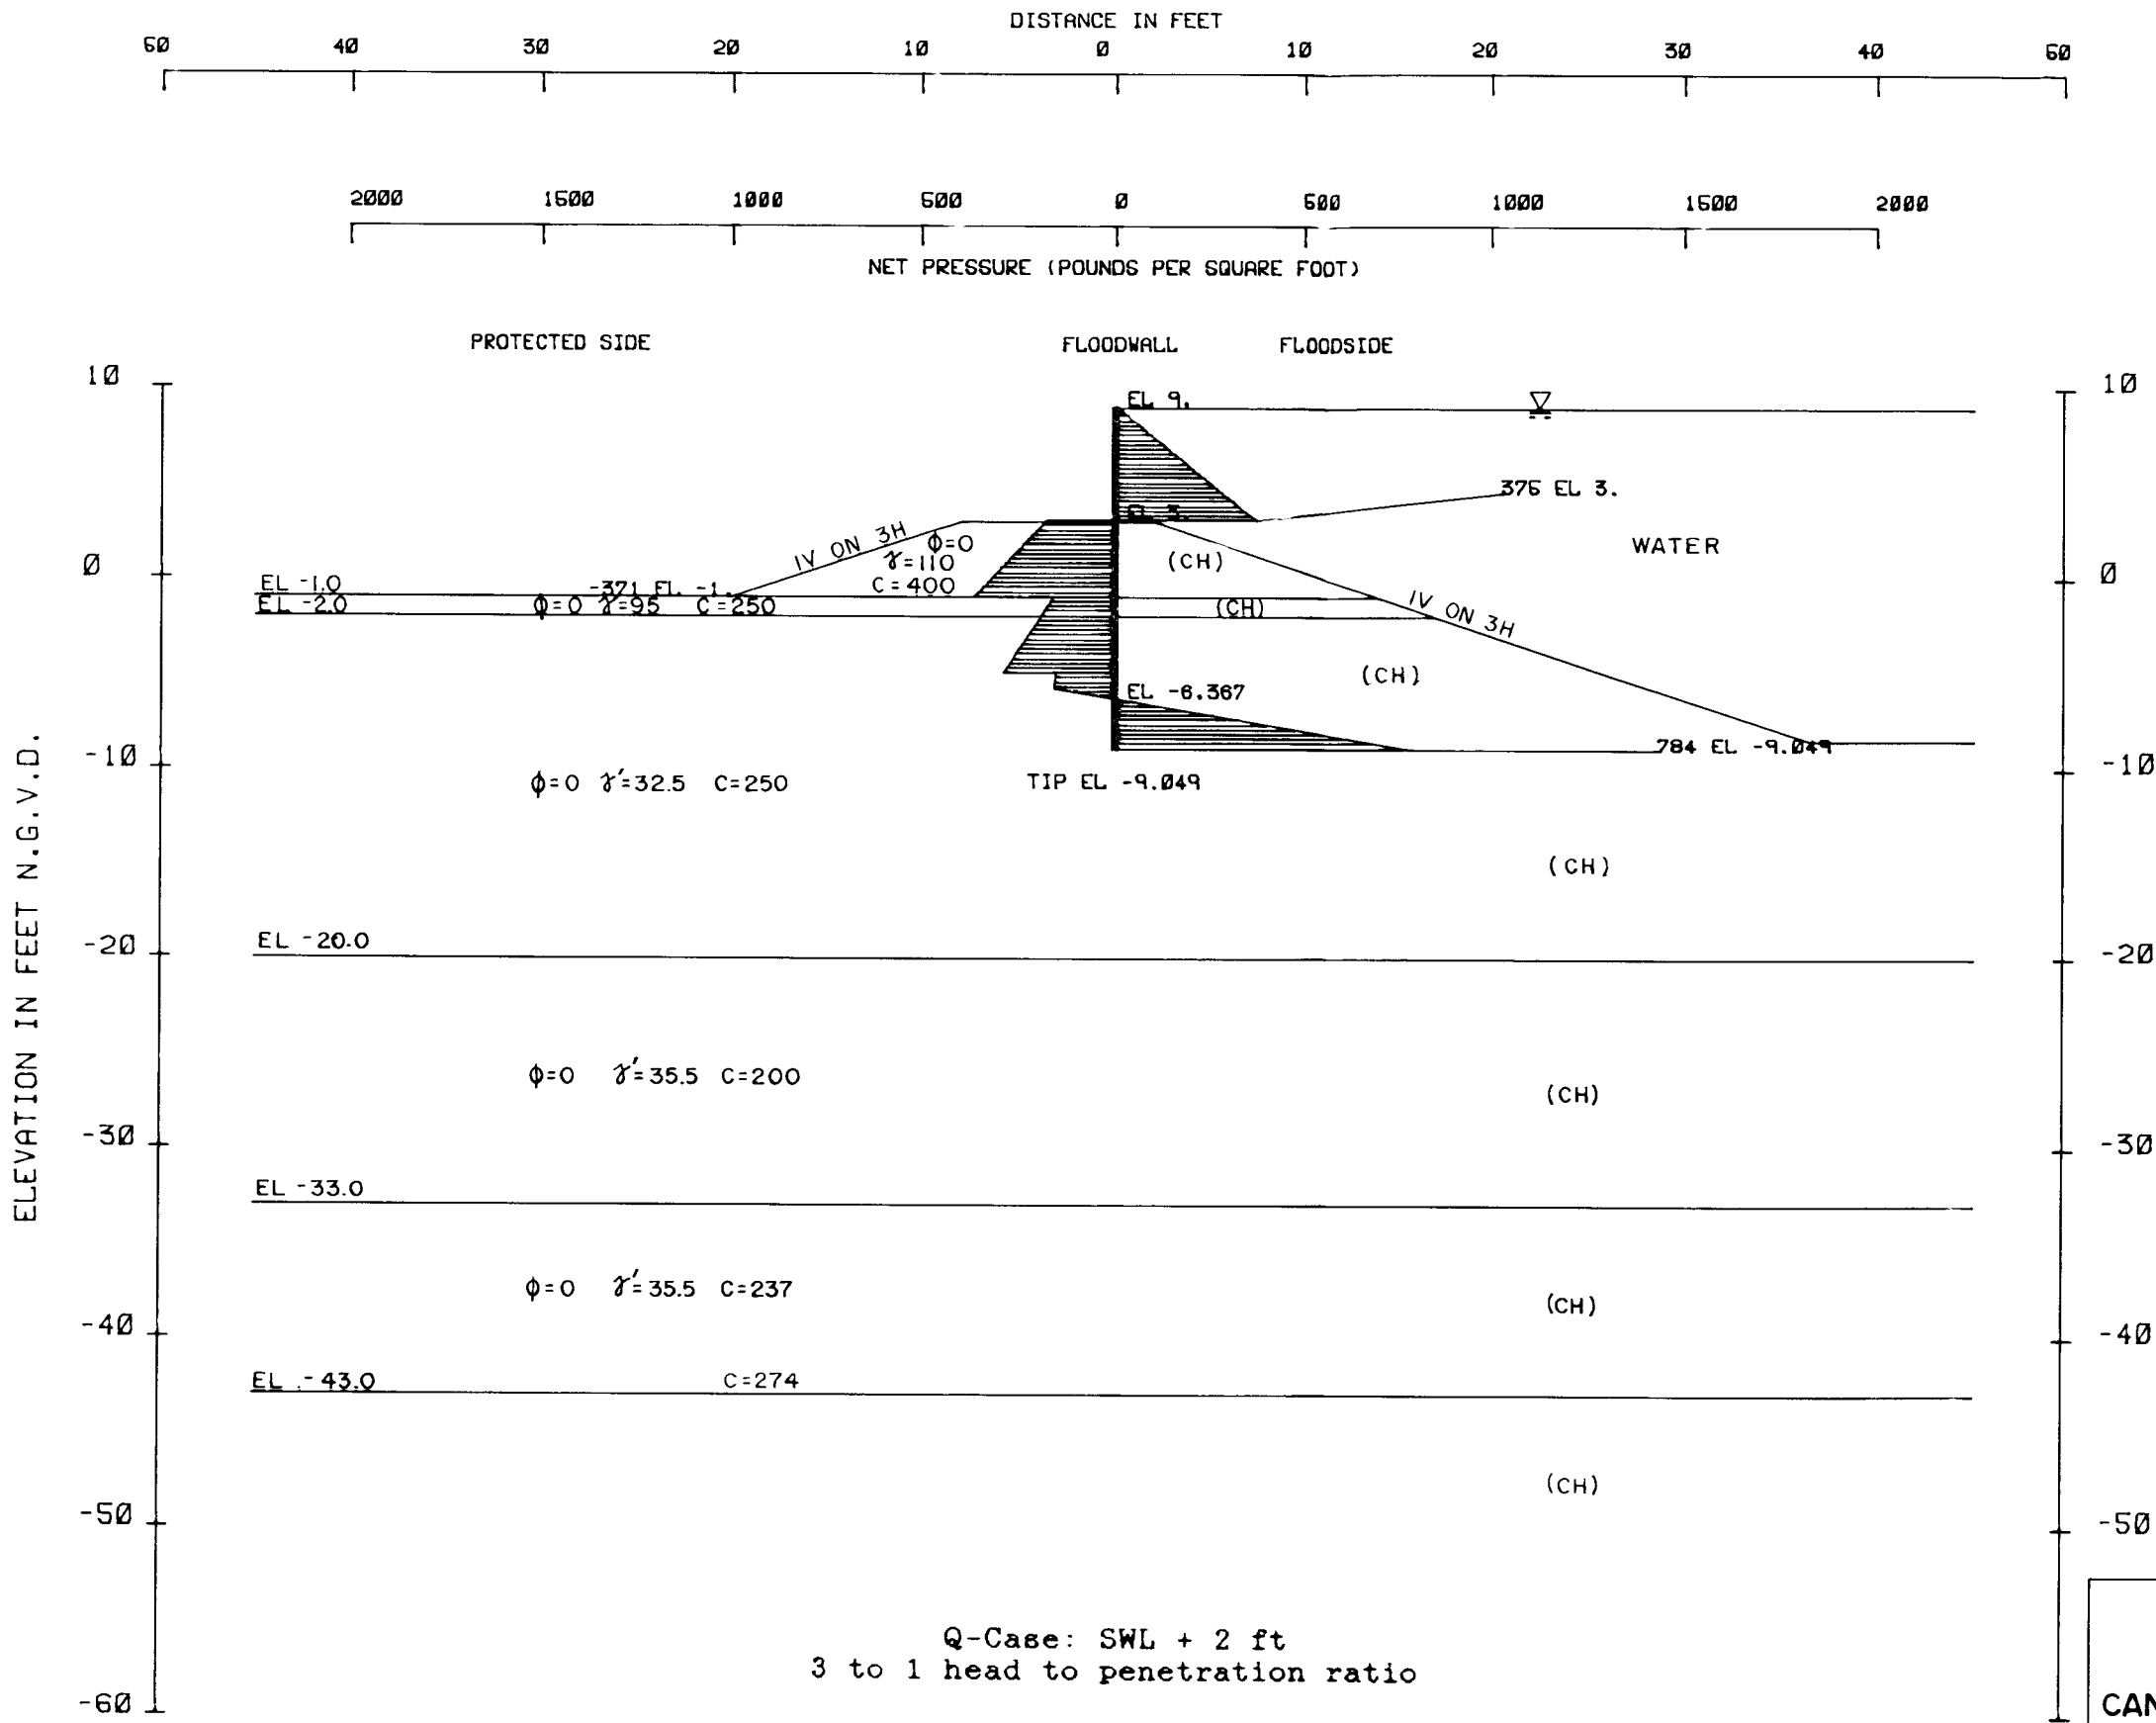 DISTANCE IN FEET
60 40 30 20 10 0 10 20 30 40 60
2000 1500 1000 500 0 500 1000 1500 2000
NET PRESSURE (POUNDS PER SQUARE FOOT)
PROTECTED SIDE FLOODWALL FLOODSIDE
10 10
EL 9.
375 EL 3.
EL 3.
1V ON 3H
ϕ=0
γ=110
C=400
(CH)
WATER
0 0
EL -1.0 -371 EL -1.
EL -2.0 ϕ=0 γ=95 C=250 (CH)
1V ON 3H
(CH)
EL -6.367
-10 784 EL -9.049 -10
ϕ=0 γ'=32.5 C=250 TIP EL -9.049
(CH)
ELEVATION IN FEET N.G.V.D.
-20 EL -20.0 -20
ϕ=0 γ'=35.5 C=200 (CH)
-30 -30
EL -33.0
ϕ=0 γ'=35.5 C=237 (CH)
-40 -40
EL -43.0 C=274
(CH)
-50 -50
Q-Case: SWL + 2 ft
3 to 1 head to penetration ratio
-60
CAN